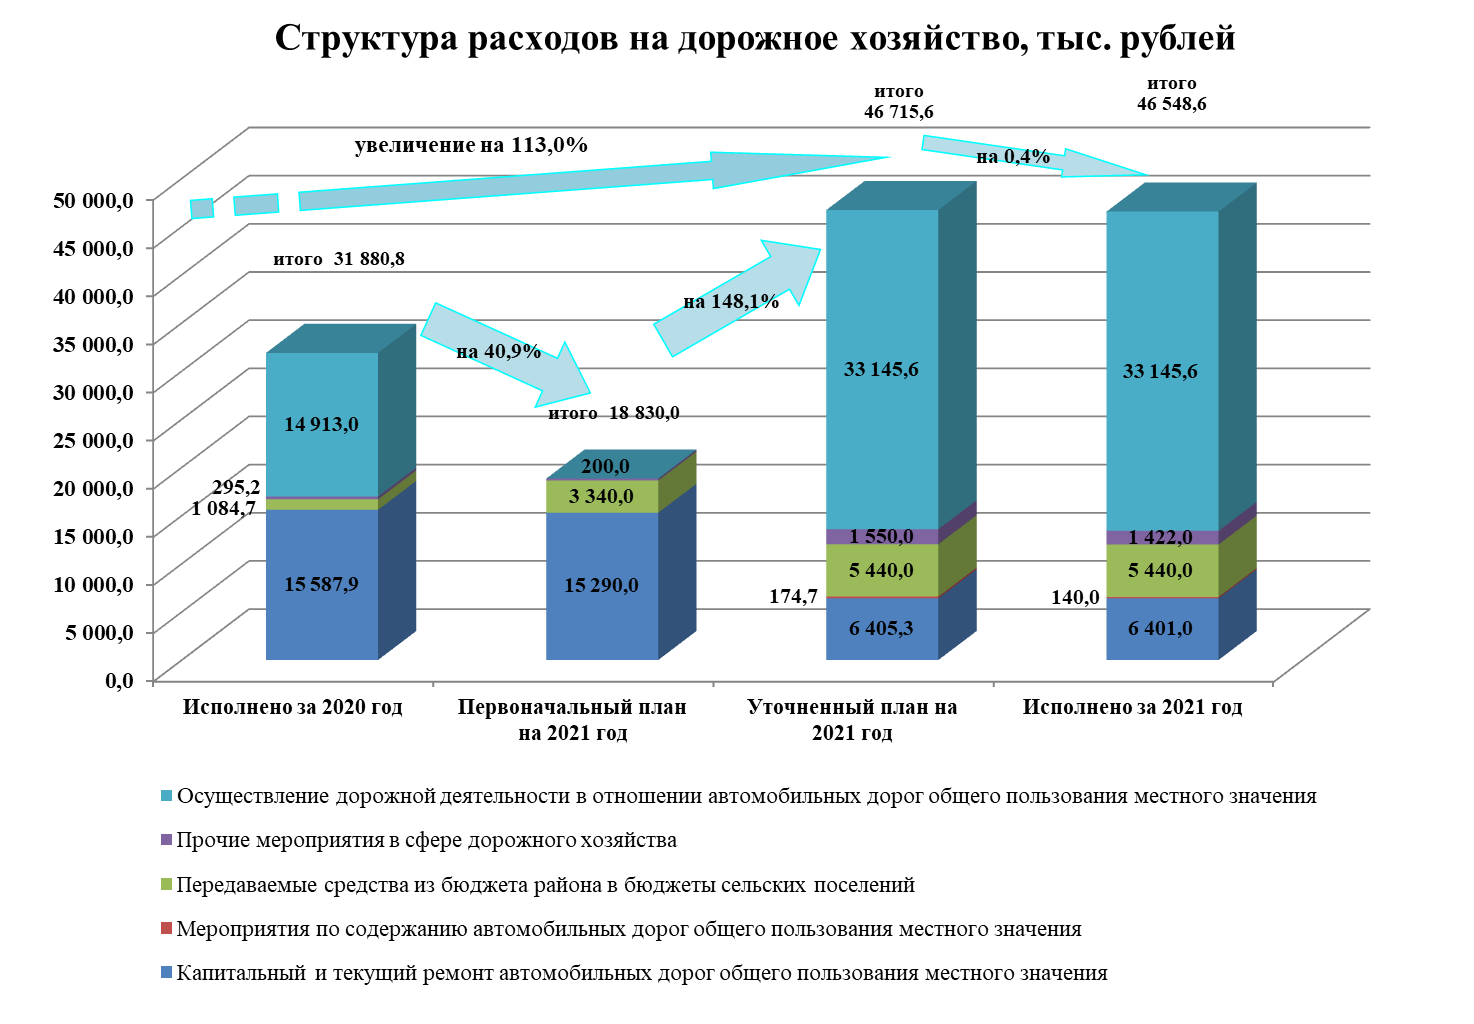 Структура расходов на дорожное хозяйство, тыс. рублей
итого
46 715,6
итого
46 548,6
увеличение на 113,0%
на 0,4%
50 000,0
45 000,0
40 000,0
35 000,0
30 000,0
25 000,0
20 000,0
15 000,0
10 000,0
5 000,0
0,0
итого 31 880,8
на 40,9%
на 148,1%
итого 18 830,0
14 913,0
295,2
1 084,7
15 587,9
200,0
3 340,0
15 290,0
33 145,6
1 550,0
5 440,0
174,7
6 405,3
33 145,6
1 422,0
5 440,0
140,0
6 401,0
Исполнено за 2020 год
Первоначальный план
на 2021 год
Уточненный план на
2021 год
Исполнено за 2021 год
Осуществление дорожной деятельности в отношении автомобильных дорог общего пользования местного значения
Прочие мероприятия в сфере дорожного хозяйства
Передаваемые средства из бюджета района в бюджеты сельских поселений
Мероприятия по содержанию автомобильных дорог общего пользования местного значения
Капитальный и текущий ремонт автомобильных дорог общего пользования местного значения